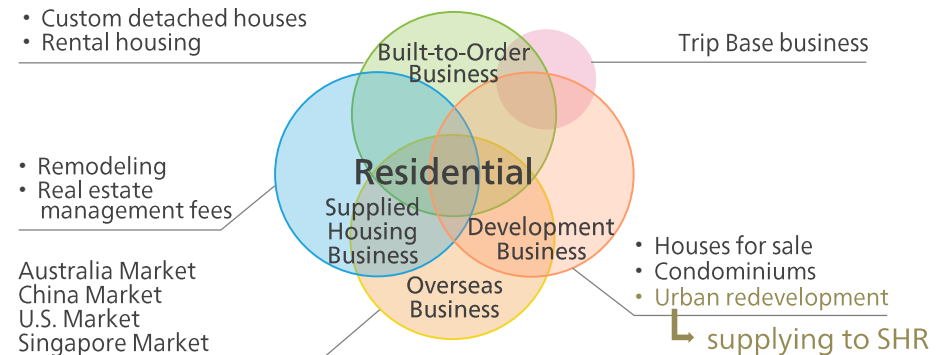 • Custom detached houses
• Rental housing
Built-to-Order
Business
Trip Base business
• Remodeling
• Real estate
management fees
Residential
Supplied
Housing
Business
Development
Business
Overseas
Business
• Houses for sale
• Condominiums
• Urban redevelopment
supplying to SHR
Australia Market
China Market
U.S. Market
Singapore Market